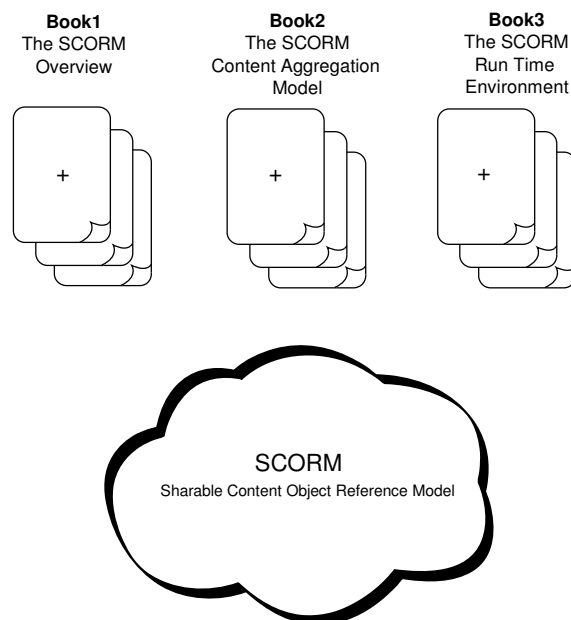 Book1
The SCORM
Overview
Book2
The SCORM
Content Aggregation
Model
Book3
The SCORM
Run Time
Environment
+
+
+
SCORM
Sharable Content Object Reference Model